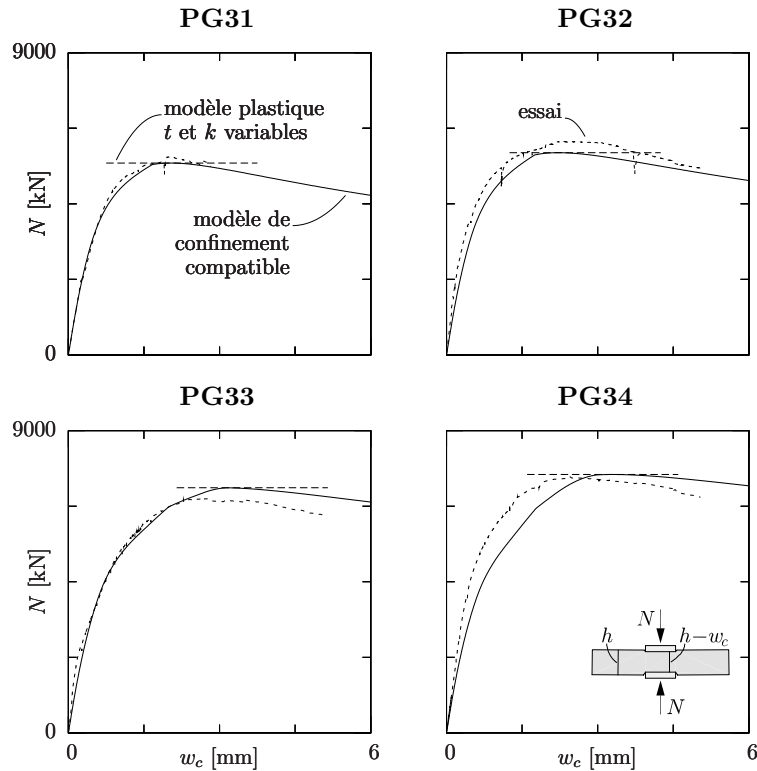 PG31
PG32
9000
modèle plastique
t et k variables
essai
N [kN]
modèle de
confinement
compatible
0
PG33
PG34
9000
N [kN]
N
h
h−w_c
N
0
0
w_c [mm]
6
0
w_c [mm]
6